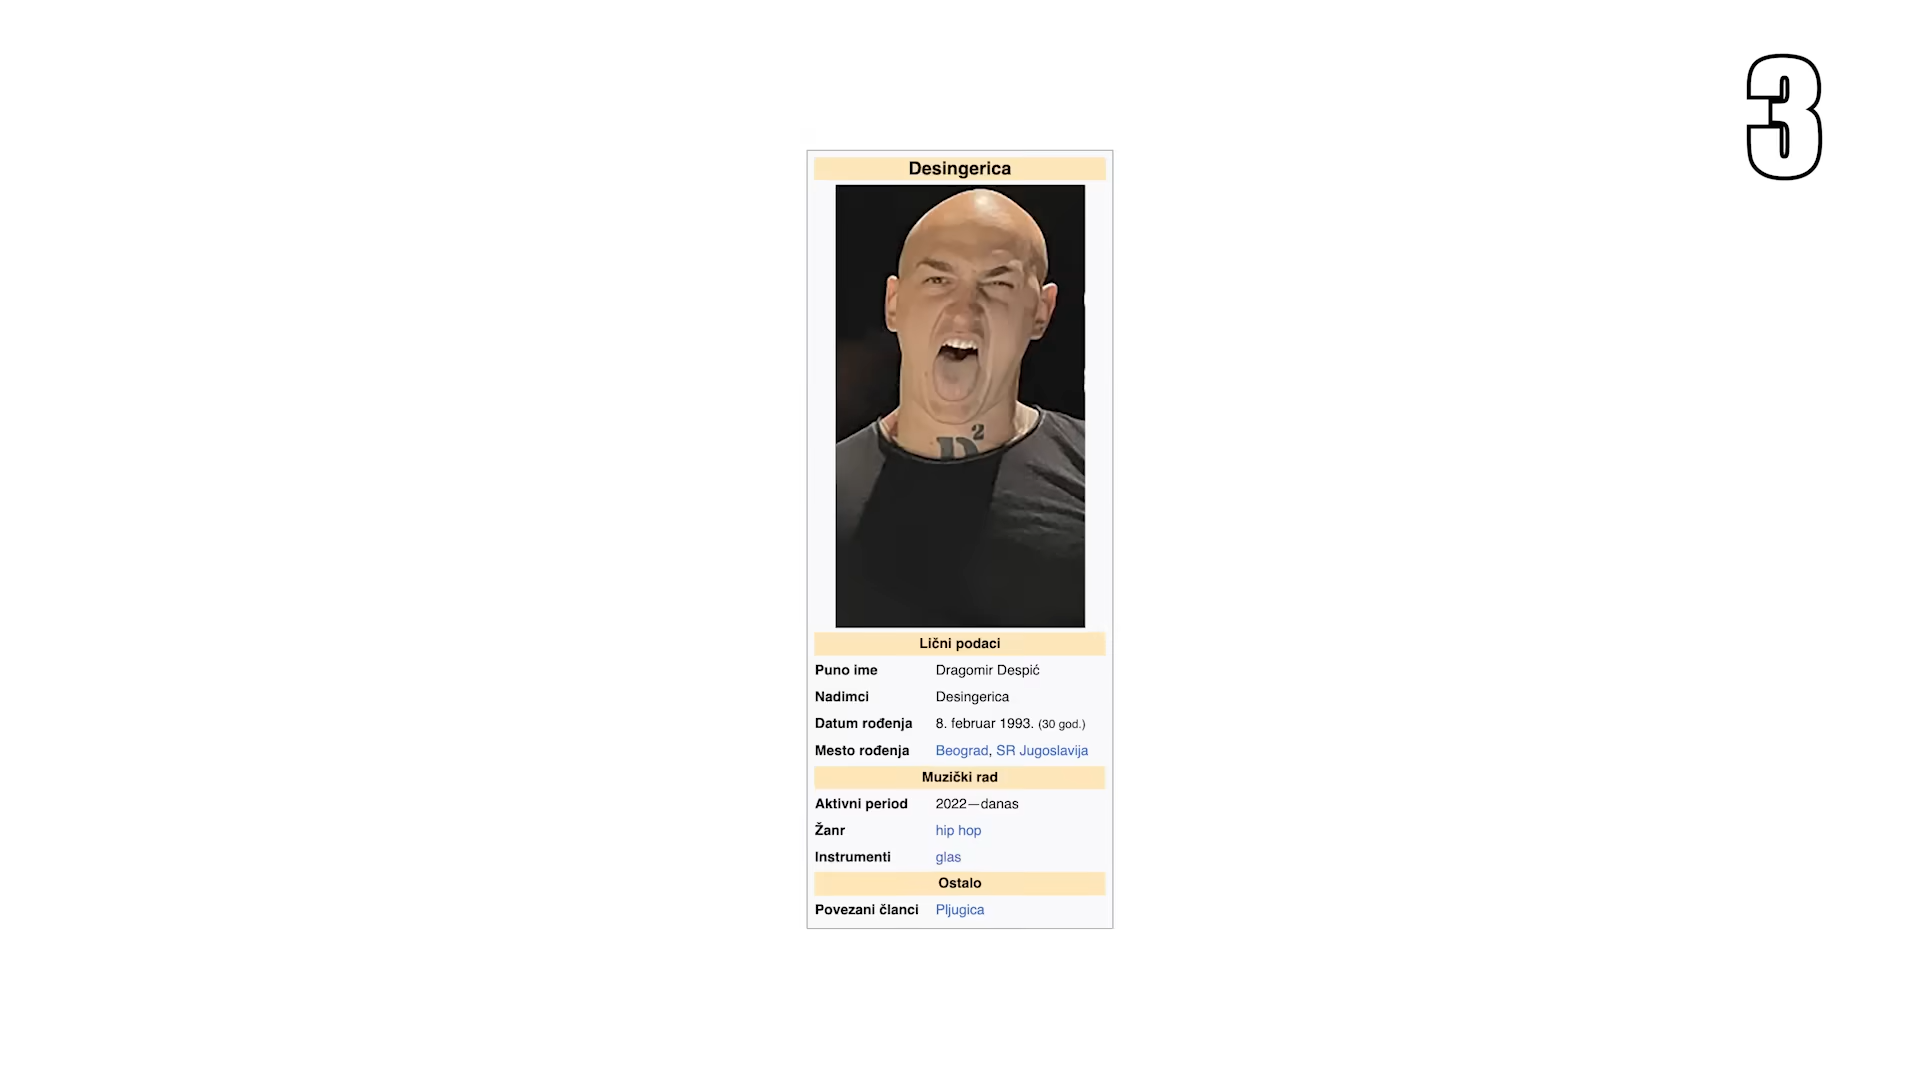 3
Desingerica
D²
Lični podaci
Puno ime Dragomir Despić
Nadimci Desingerica
Datum rođenja 8. februar 1993. (30 god.)
Mesto rođenja Beograd, SR Jugoslavija
Muzički rad
Aktivni period 2022—danas
Žanr hip hop
Instrumenti glas
Ostalo
Povezani članci Pljugica